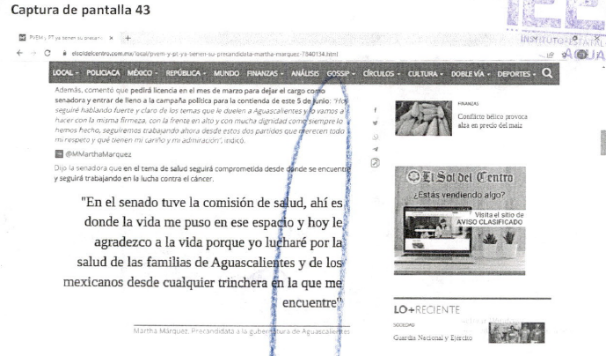 Captura de pantalla 43
INSTITUTO ESTATAL
PVEM y PT ya tienen su precand
elsoldelcentro.com.mx/local/pvem-y-pt-ya-tienen-su-precandidata-martha-marquez-7840134.html
LOCAL POLICIACA MÉXICO REPÚBLICA MUNDO FINANZAS ANÁLISIS GOSSIP CÍRCULOS CULTURA DOBLE VÍA DEPORTES
Además, comentó que pedirá licencia en el mes de marzo para dejar el cargo como
senadora y entrar de lleno a la campaña política para la contienda de este 5 de junio: "Hoy
seguiré hablando fuerte y claro de los temas que le duelen a Aguascalientes y lo vamos a
hacer con la misma firmeza, con la frente en alto y con mucha dignidad como siempre lo
hemos hecho, seguiremos trabajando ahora desde estos dos partidos que merecen todo
mi respeto y qué tienen mi cariño y mi admiración", indicó.
@MMarthaMarquez
Dijo la senadora que en el tema de salud seguirá comprometida desde donde se encuentre
y seguirá trabajando en la lucha contra el cáncer.
"En el senado tuve la comisión de salud, ahí es
donde la vida me puso en ese espacio y hoy le
agradezco a la vida porque yo lucharé por la
salud de las familias de Aguascalientes y de los
mexicanos desde cualquier trinchera en la que me
encuentre"
Martha Márquez, Precandidata a la gubernatura de Aguascalientes
FINANZAS
Conflicto bélico provoca
alza en precio del maíz
El Sol del Centro
¿Estás vendiendo algo?
Visita el sitio de
AVISO CLASIFICADO
LO+RECIENTE
SOCIEDAD
Guardia Nacional y Ejército